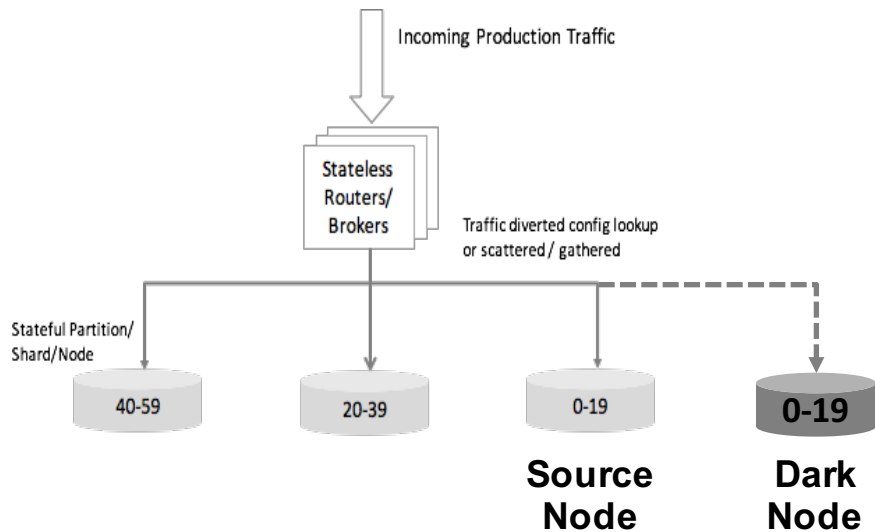 Incoming Production Traffic
Stateless
Routers/
Brokers
Traffic diverted config lookup
or scattered / gathered
Stateful Partition/
Shard/Node
40-59
20-39
0-19
0-19
Source
Node
Dark
Node